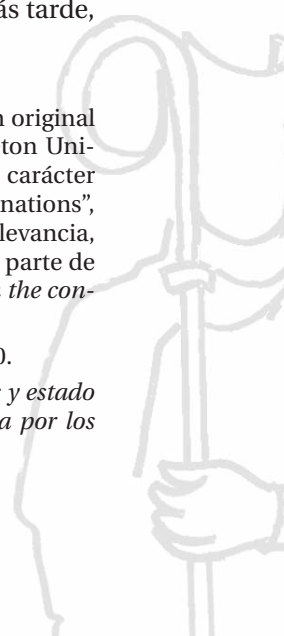 ás tarde,
n original
ton Uni-
carácter
nations”,
levancia,
parte de
the con-
0.
y estado
a por los